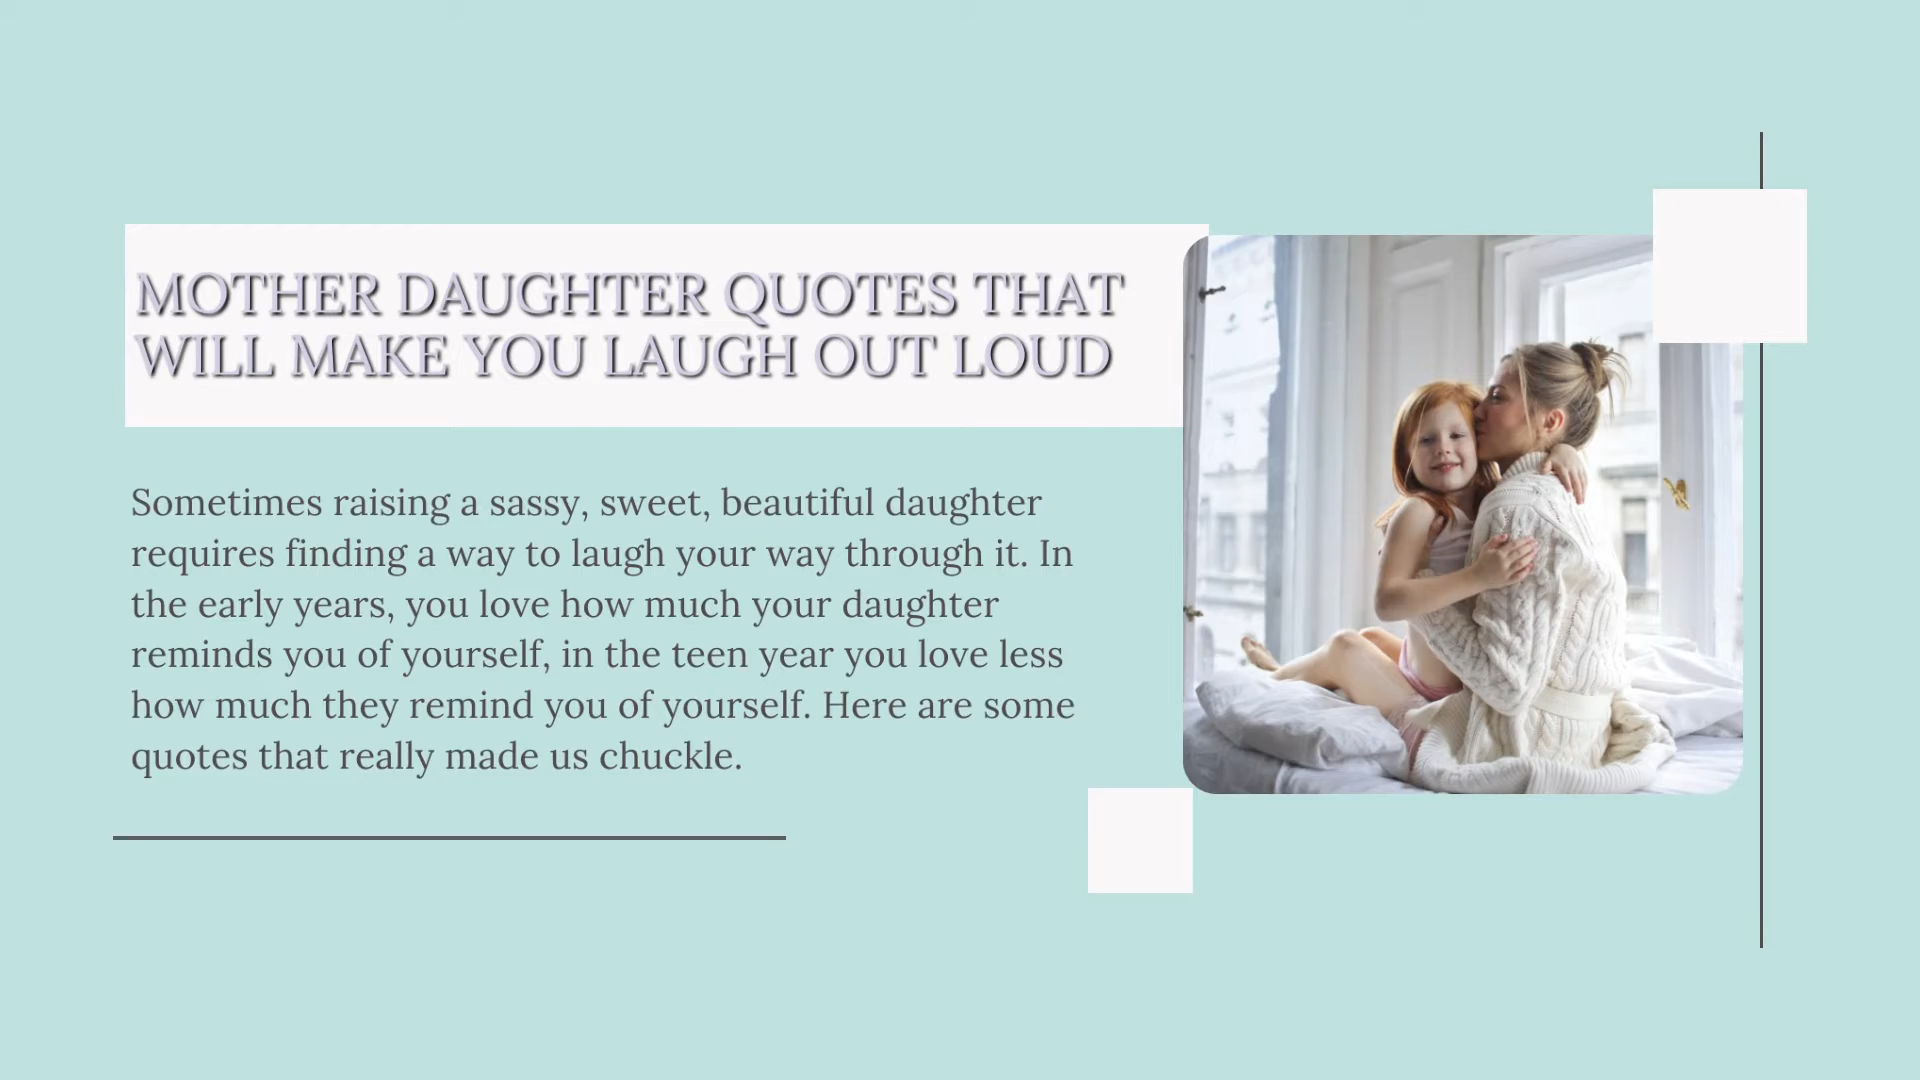 MOTHER DAUGHTER QUOTES THAT
WILL MAKE YOU LAUGH OUT LOUD
Sometimes raising a sassy, sweet, beautiful daughter
requires finding a way to laugh your way through it. In
the early years, you love how much your daughter
reminds you of yourself, in the teen year you love less
how much they remind you of yourself. Here are some
quotes that really made us chuckle.